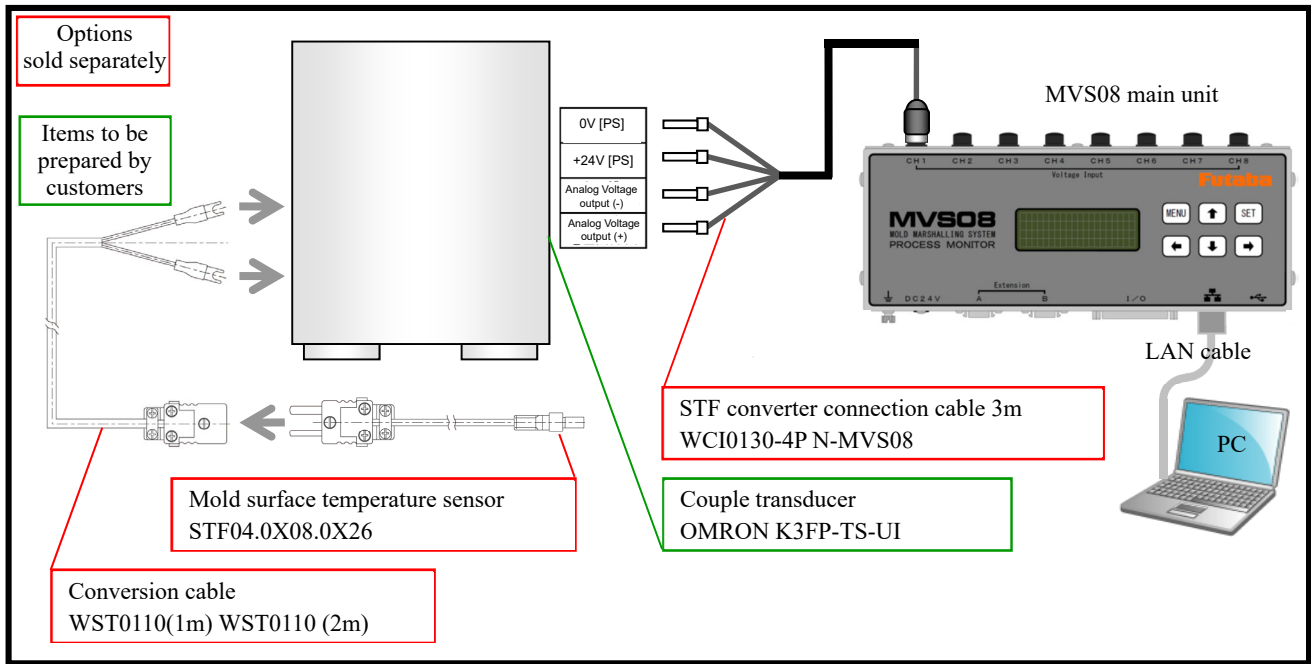 Options
sold separately
Items to be
prepared by
customers
0V [PS]
+24V [PS]
Analog Voltage
output (-)
Analog Voltage
output (+)
MVS08 main unit
CH1 CH2 CH3 CH4 CH5 CH6 CH7 CH8
Voltage Input
Futaba
MVS08
MOLD MARSHALLING SYSTEM
PROCESS MONITOR
MENU
SET
Extension
DC24V A B I/O
LAN cable
PC
STF converter connection cable 3m
WCI0130-4P N-MVS08
Mold surface temperature sensor
STF04.0X08.0X26
Couple transducer
OMRON K3FP-TS-UI
Conversion cable
WST0110(1m) WST0110 (2m)